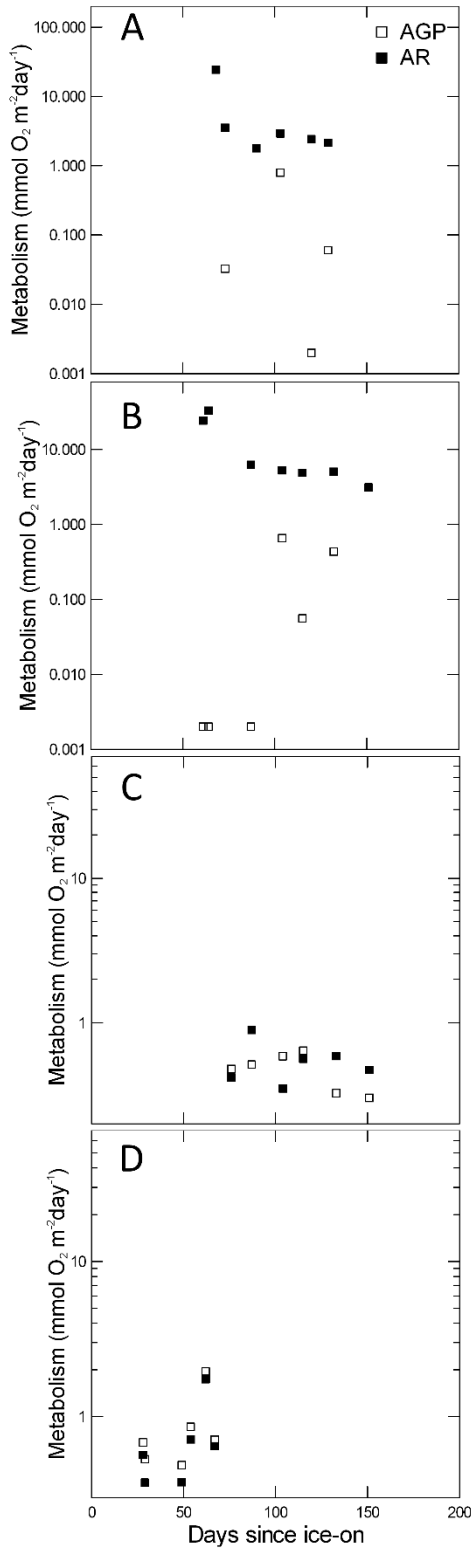 A
AGP
AR
100.000
10.000
1.000
0.100
0.010
0.001
Metabolism (mmol O₂ m⁻²day⁻¹)
B
10.000
1.000
0.100
0.010
0.001
Metabolism (mmol O₂ m⁻²day⁻¹)
C
10
1
Metabolism (mmol O₂ m⁻²day⁻¹)
D
10
1
Metabolism (mmol O₂ m⁻²day⁻¹)
0 50 100 150 200
Days since ice-on